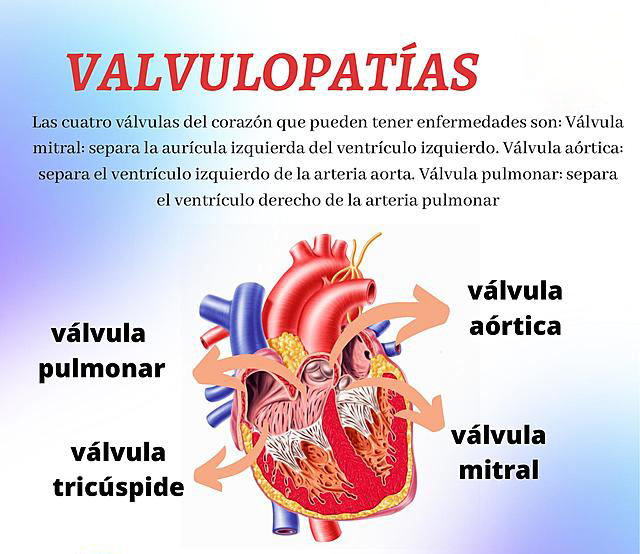 VALVULOPATÍAS
Las cuatro válvulas del corazón que pueden tener enfermedades son: Válvula
mitral: separa la aurícula izquierda del ventrículo izquierdo. Válvula aórtica:
separa el ventrículo izquierdo de la arteria aorta. Válvula pulmonar: separa
el ventrículo derecho de la arteria pulmonar
válvula
aórtica
válvula
pulmonar
válvula
mitral
válvula
tricúspide